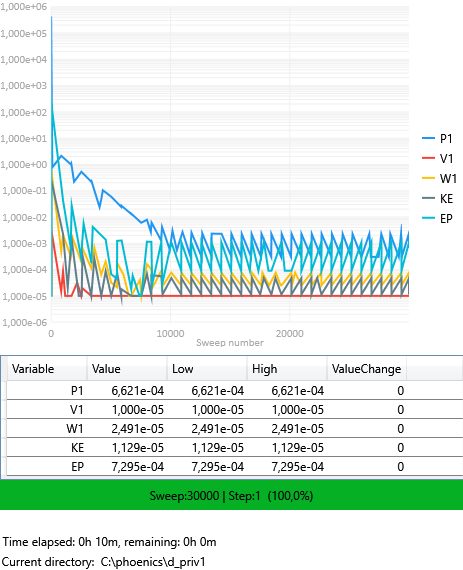 1,000e+06
1,000e+05
1,000e+04
1,000e+03
1,000e+02
1,000e+01
1,000e+00
1,000e-01
1,000e-02
1,000e-03
1,000e-04
1,000e-05
1,000e-06
0 10000 20000
Sweep number
P1
V1
W1
KE
EP
Variable Value Low High ValueChange
P1 6,621e-04 6,621e-04 6,621e-04 0
V1 1,000e-05 1,000e-05 1,000e-05 0
W1 2,491e-05 2,491e-05 2,491e-05 0
KE 1,129e-05 1,129e-05 1,129e-05 0
EP 7,295e-04 7,295e-04 7,295e-04 0
Sweep:30000 | Step:1 (100,0%)
Time elapsed: 0h 10m, remaining: 0h 0m
Current directory: C:\phoenics\d_priv1